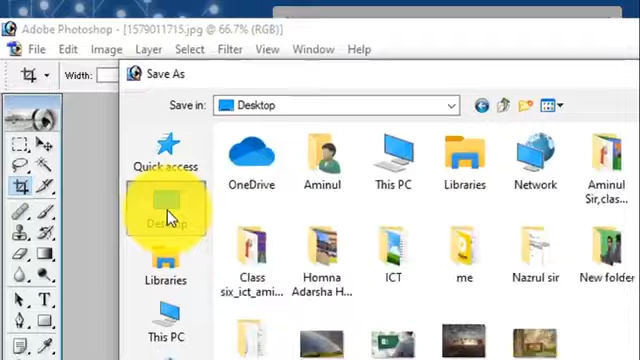 Adobe Photoshop - [1579011715.jpg @ 66.7% (RGB)]
File Edit Image Layer Select Filter View Window Help
Width:
Save As
Save in: Desktop
Quick access
Desktop
Libraries
This PC
OneDrive Aminul This PC Libraries Network Aminul Sir,clas...
Class six_ict_ami... Homna Adarsha H... ICT me Nazrul sir New folder